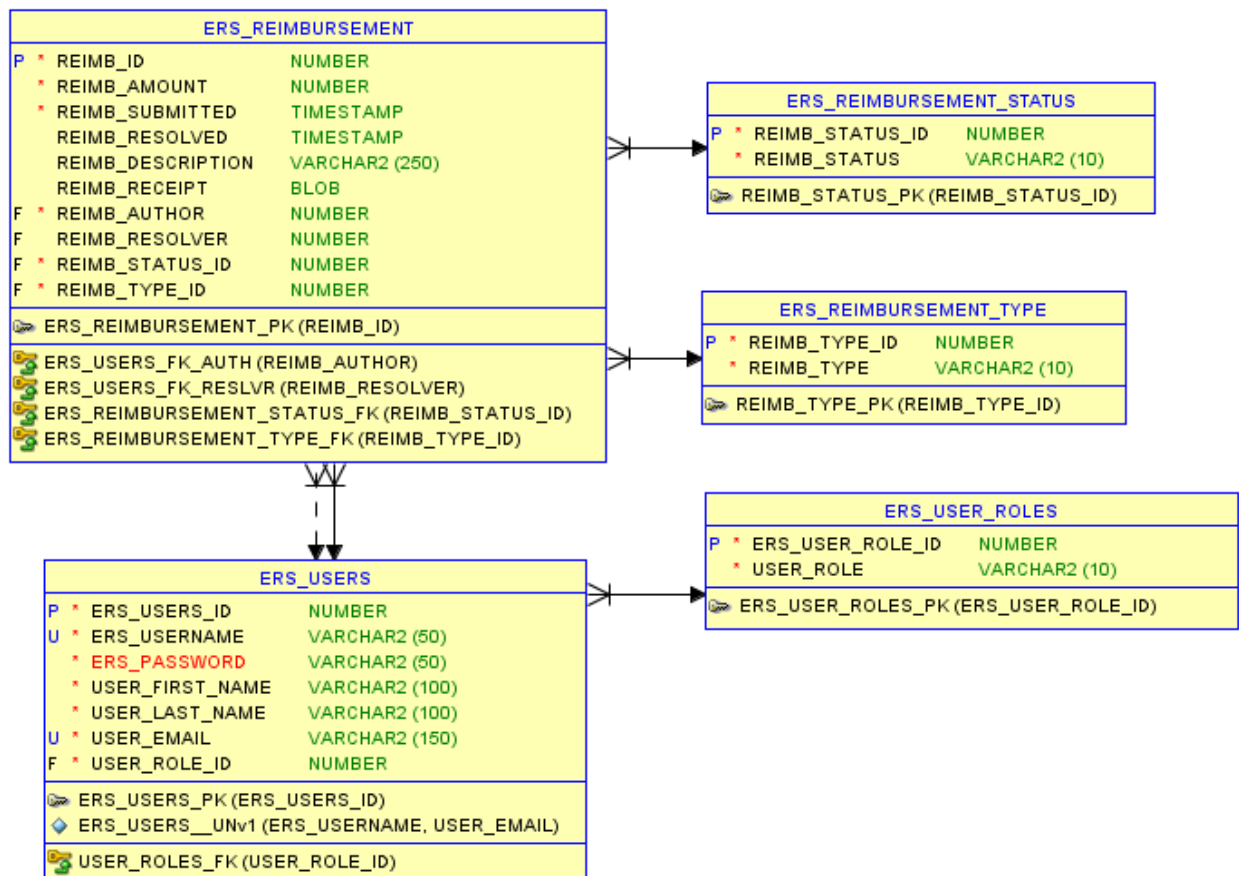 ERS_REIMBURSEMENT
P * REIMB_ID NUMBER
* REIMB_AMOUNT NUMBER
* REIMB_SUBMITTED TIMESTAMP
REIMB_RESOLVED TIMESTAMP
REIMB_DESCRIPTION VARCHAR2 (250)
REIMB_RECEIPT BLOB
F * REIMB_AUTHOR NUMBER
F REIMB_RESOLVER NUMBER
F * REIMB_STATUS_ID NUMBER
F * REIMB_TYPE_ID NUMBER
ERS_REIMBURSEMENT_PK (REIMB_ID)
ERS_USERS_FK_AUTH (REIMB_AUTHOR)
ERS_USERS_FK_RESLVR (REIMB_RESOLVER)
ERS_REIMBURSEMENT_STATUS_FK (REIMB_STATUS_ID)
ERS_REIMBURSEMENT_TYPE_FK (REIMB_TYPE_ID)
ERS_REIMBURSEMENT_STATUS
P * REIMB_STATUS_ID NUMBER
* REIMB_STATUS VARCHAR2 (10)
REIMB_STATUS_PK (REIMB_STATUS_ID)
ERS_REIMBURSEMENT_TYPE
P * REIMB_TYPE_ID NUMBER
* REIMB_TYPE VARCHAR2 (10)
REIMB_TYPE_PK (REIMB_TYPE_ID)
ERS_USERS
P * ERS_USERS_ID NUMBER
U * ERS_USERNAME VARCHAR2 (50)
* ERS_PASSWORD VARCHAR2 (50)
* USER_FIRST_NAME VARCHAR2 (100)
* USER_LAST_NAME VARCHAR2 (100)
U * USER_EMAIL VARCHAR2 (150)
F * USER_ROLE_ID NUMBER
ERS_USERS_PK (ERS_USERS_ID)
ERS_USERS__UNv1 (ERS_USERNAME, USER_EMAIL)
USER_ROLES_FK (USER_ROLE_ID)
ERS_USER_ROLES
P * ERS_USER_ROLE_ID NUMBER
* USER_ROLE VARCHAR2 (10)
ERS_USER_ROLES_PK (ERS_USER_ROLE_ID)